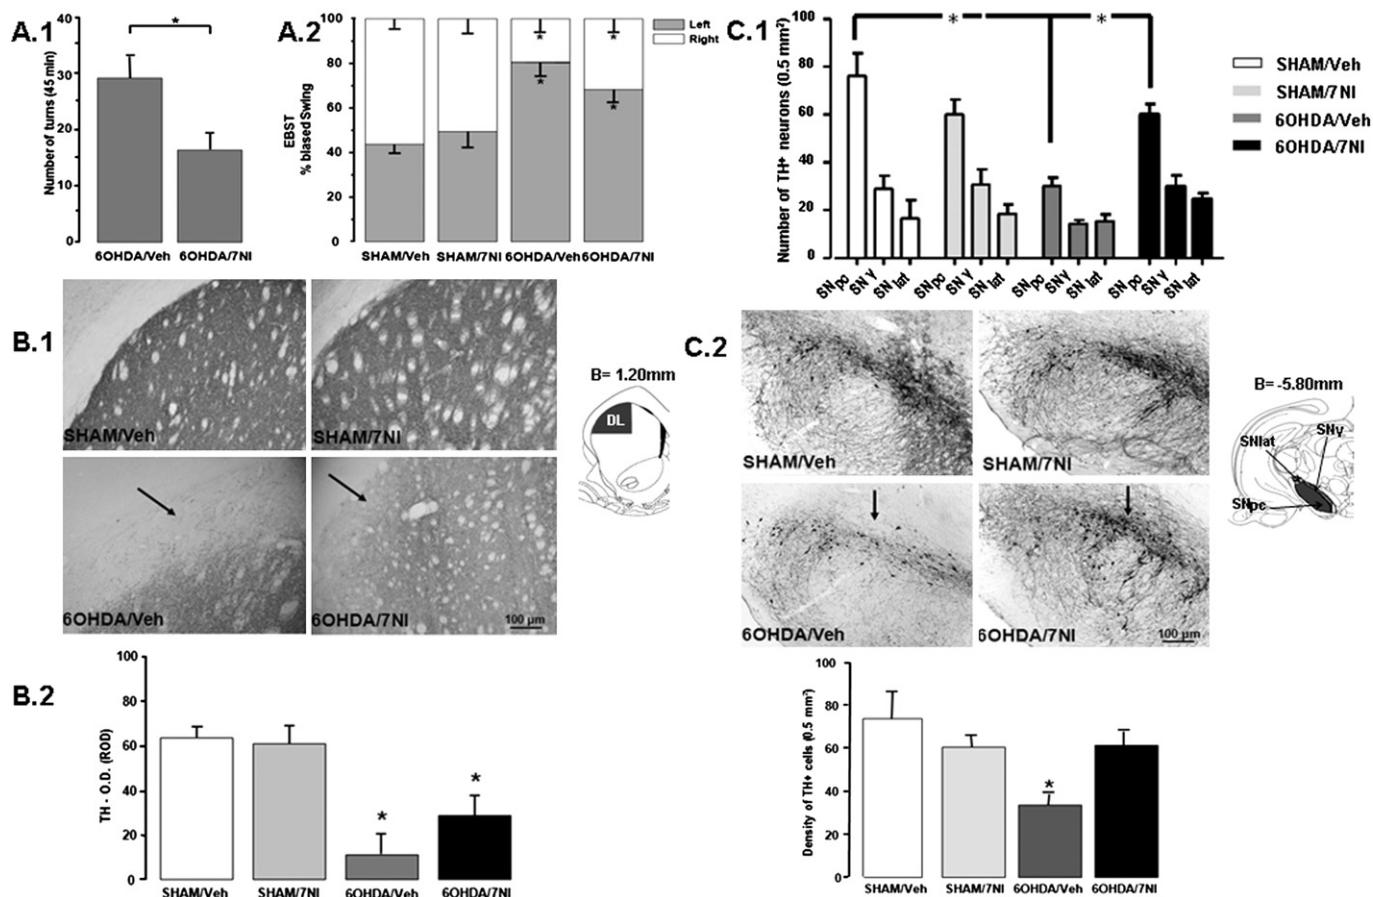 A.1
Number of turns (45 min)
40
30
20
10
0
*
6OHDA/Veh
6OHDA/7NI
A.2
EBST
% biased Swing
100
80
60
40
20
0
* *
* *
Left
Right
SHAM/Veh
SHAM/7NI
6OHDA/Veh
6OHDA/7NI
C.1
Number of TH+ neurons (0.5 mm²)
100
80
60
40
20
0
* *
SNpc
SNγ
SNlat
SNpc
SNγ
SNlat
SNpc
SNγ
SNlat
SNpc
SNγ
SNlat
SHAM/Veh
SHAM/7NI
6OHDA/Veh
6OHDA/7NI
B.1
SHAM/Veh
SHAM/7NI
6OHDA/Veh
6OHDA/7NI
100 µm
B= 1.20mm
DL
C.2
SHAM/Veh
SHAM/7NI
6OHDA/Veh
6OHDA/7NI
100 µm
B= -5.80mm
SNγ
SNlat
SNpc
B.2
TH - O.D. (ROD)
100
80
60
40
20
0
* *
SHAM/Veh
SHAM/7NI
6OHDA/Veh
6OHDA/7NI
Density of TH+ cells (0.5 mm²)
100
80
60
40
20
0
*
SHAM/Veh
SHAM/7NI
6OHDA/Veh
6OHDA/7NI